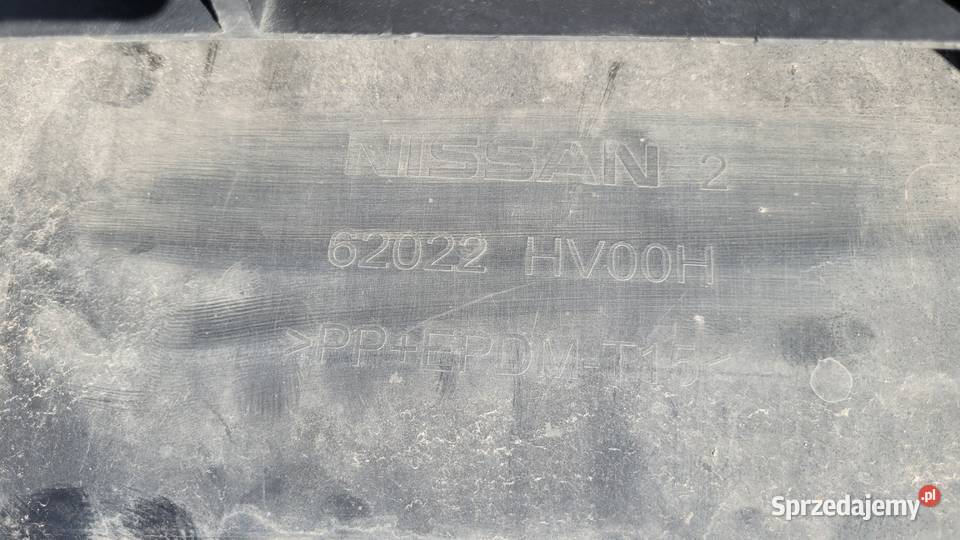 NISSAN 2
62022 HV00H
>PP+EPDM-T15<
Sprzedajemy.pl